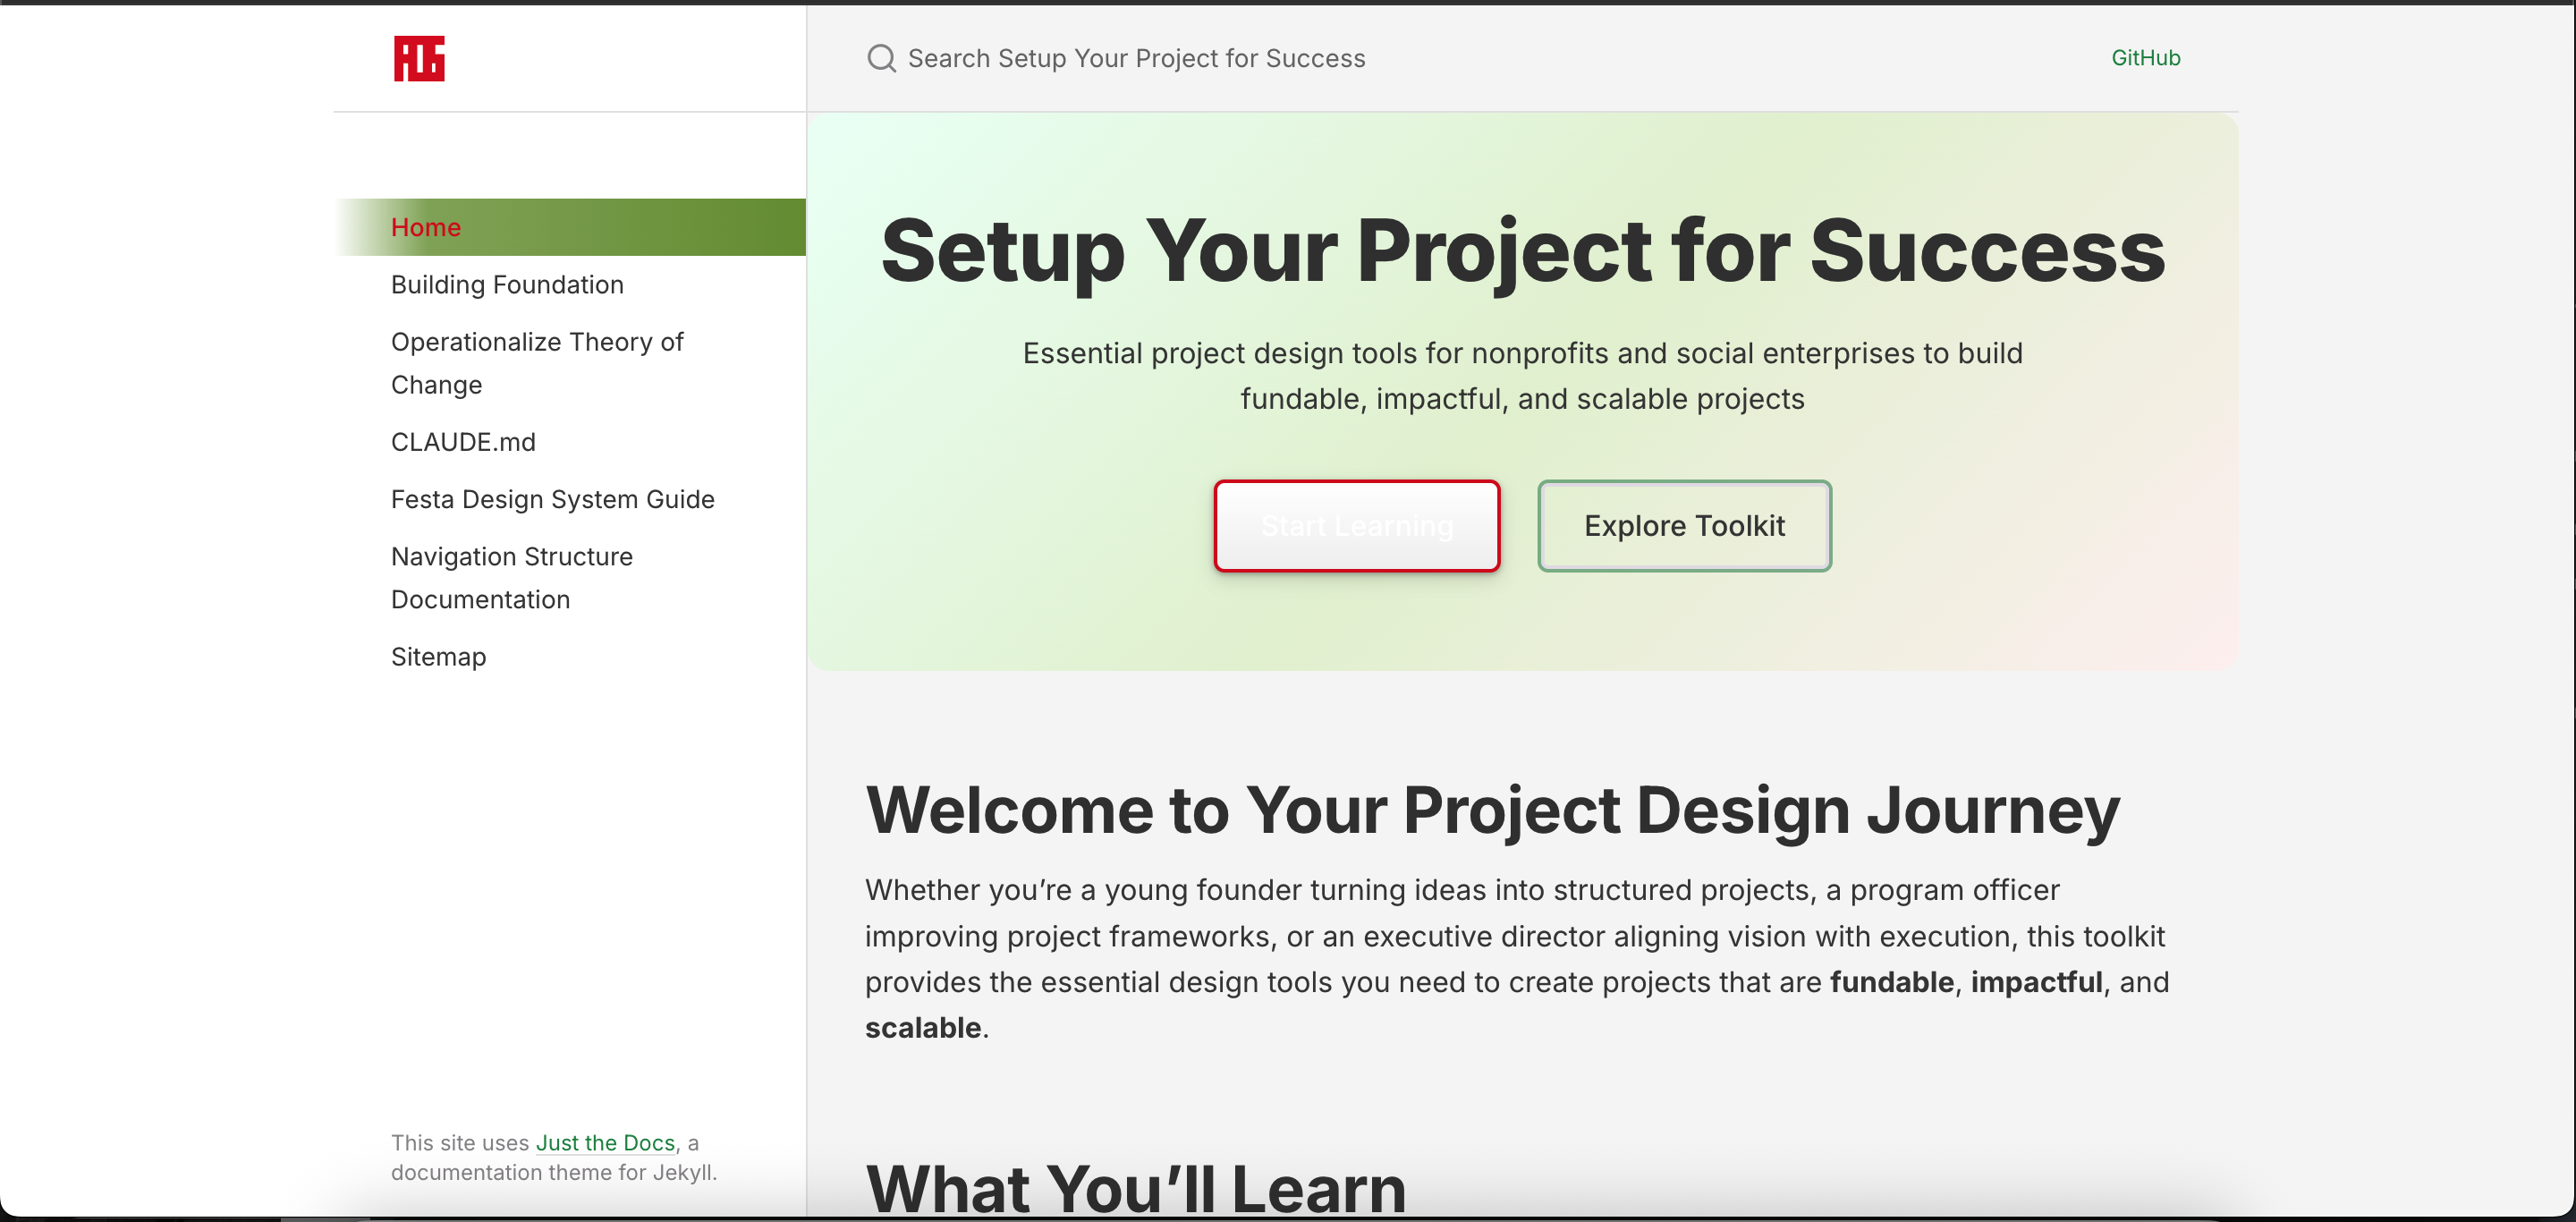 Search Setup Your Project for Success
GitHub
Home
Building Foundation
Operationalize Theory of
Change
CLAUDE.md
Festa Design System Guide
Navigation Structure
Documentation
Sitemap
This site uses Just the Docs, a
documentation theme for Jekyll.
Setup Your Project for Success
Essential project design tools for nonprofits and social enterprises to build
fundable, impactful, and scalable projects
Start Learning
Explore Toolkit
Welcome to Your Project Design Journey
Whether you’re a young founder turning ideas into structured projects, a program officer
improving project frameworks, or an executive director aligning vision with execution, this toolkit
provides the essential design tools you need to create projects that are fundable, impactful, and
scalable.
What You’ll Learn